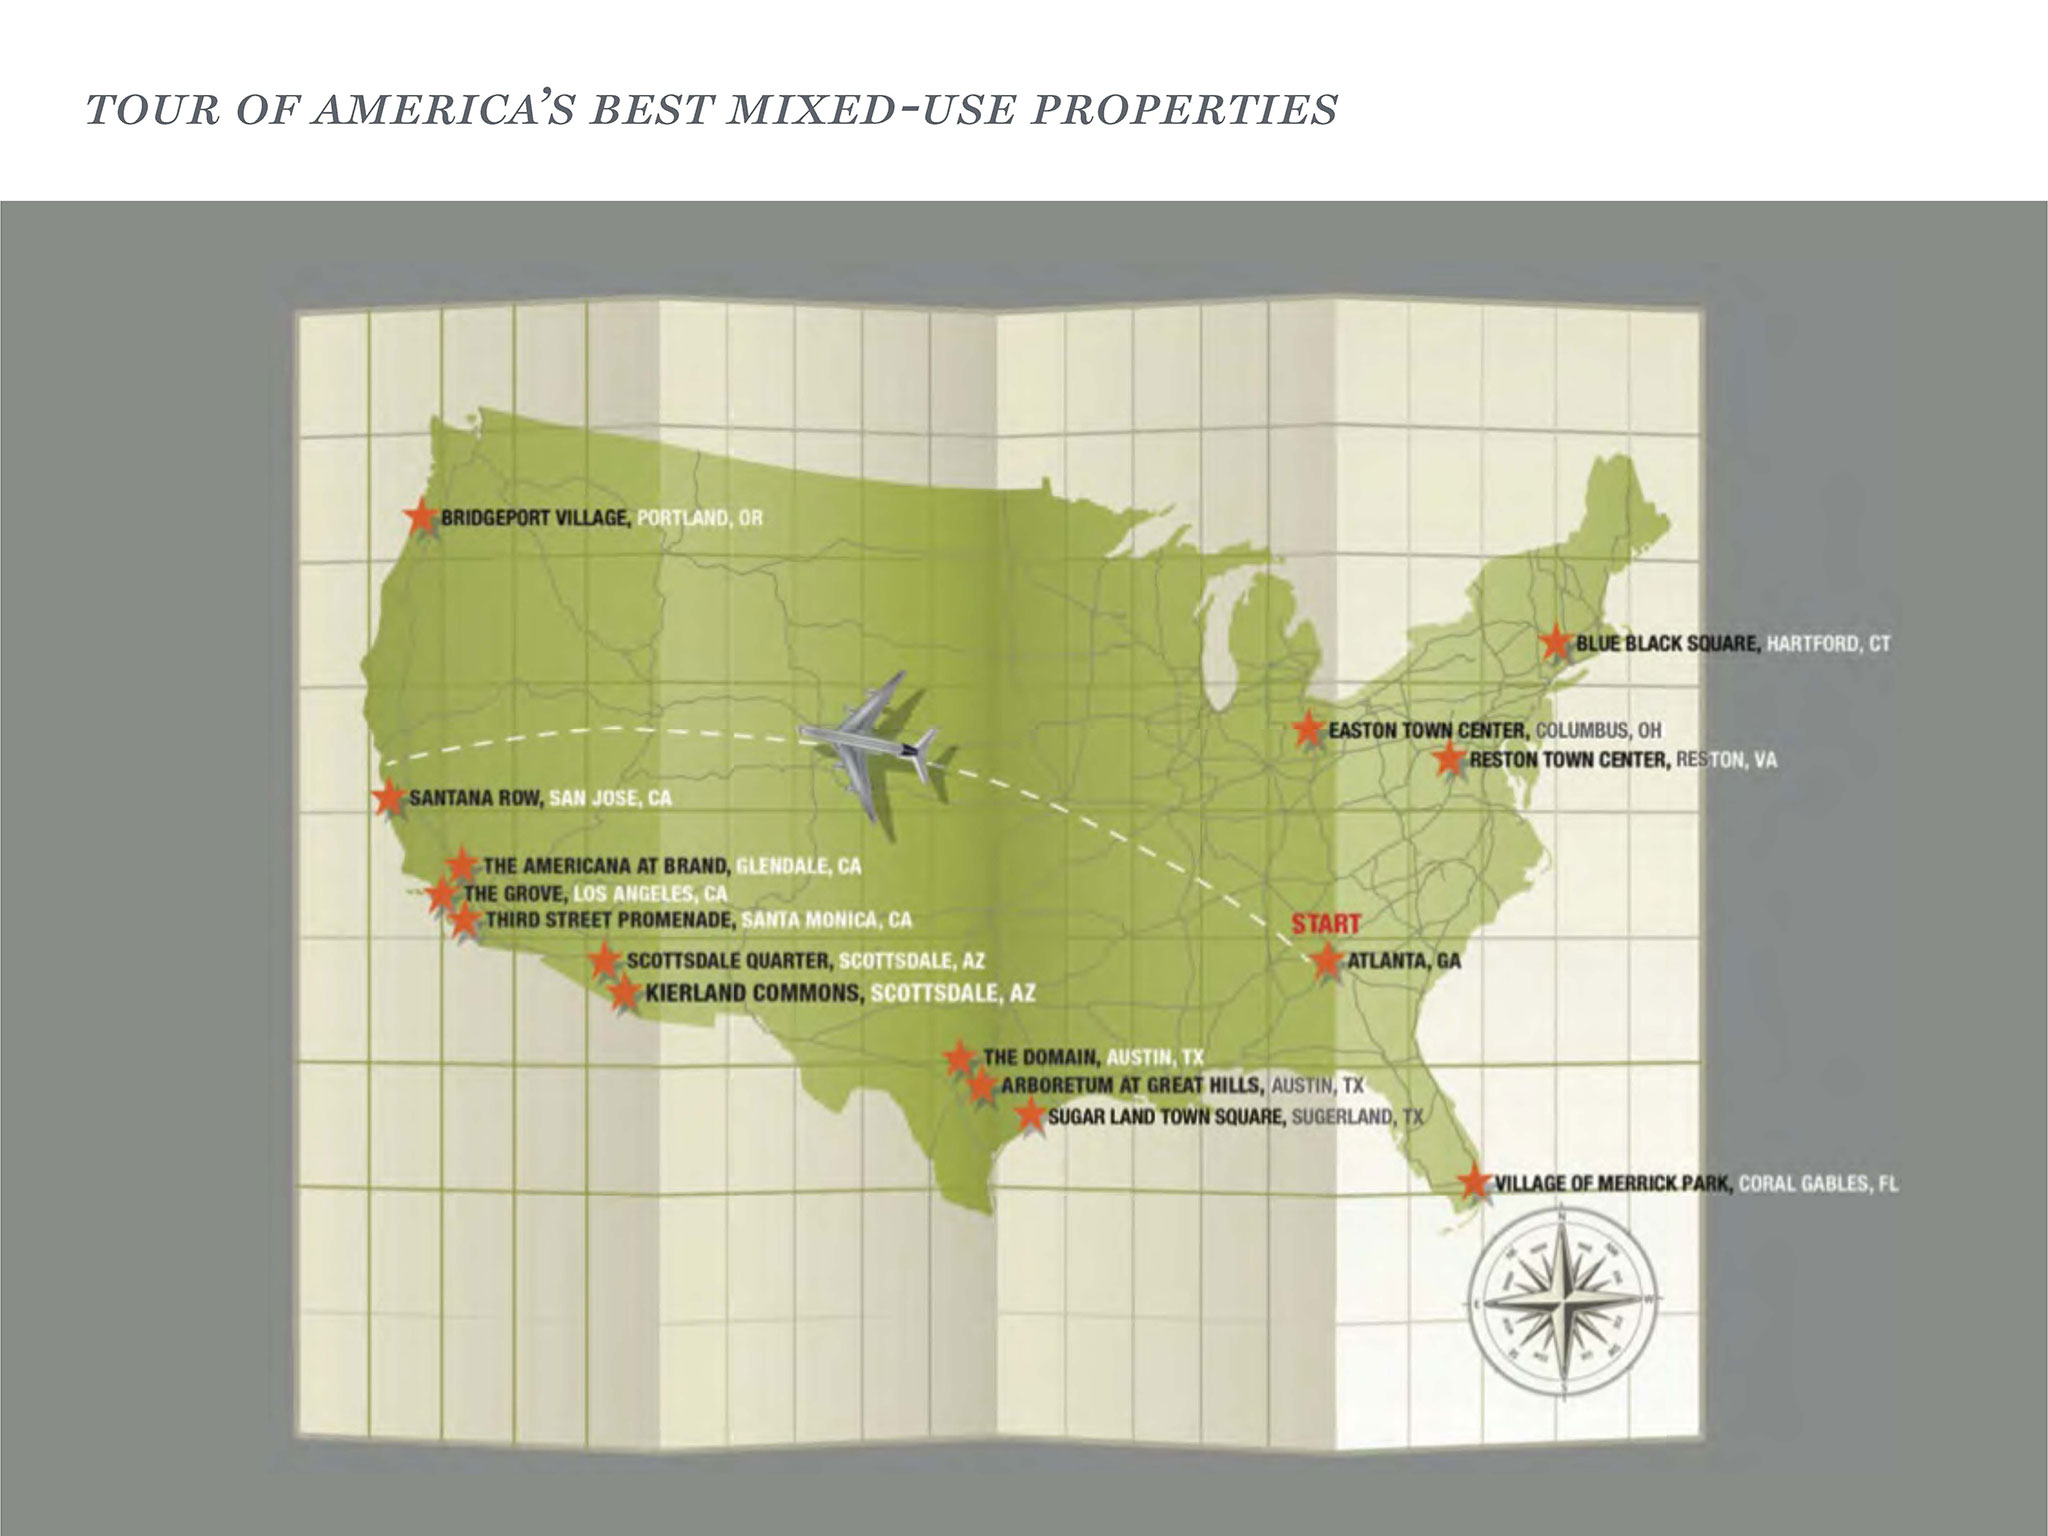 TOUR OF AMERICA'S BEST MIXED-USE PROPERTIES
BRIDGEPORT VILLAGE, PORTLAND, OR
BLUE BLACK SQUARE, HARTFORD, CT
EASTON TOWN CENTER, COLUMBUS, OH
RESTON TOWN CENTER, RESTON, VA
SANTANA ROW, SAN JOSE, CA
THE AMERICANA AT BRAND, GLENDALE, CA
THE GROVE, LOS ANGELES, CA
THIRD STREET PROMENADE, SANTA MONICA, CA
START
SCOTTSDALE QUARTER, SCOTTSDALE, AZ
ATLANTA, GA
KIERLAND COMMONS, SCOTTSDALE, AZ
THE DOMAIN, AUSTIN, TX
ARBORETUM AT GREAT HILLS, AUSTIN, TX
SUGAR LAND TOWN SQUARE, SUGERLAND, TX
VILLAGE OF MERRICK PARK, CORAL GABLES, FL
N
E
W
S